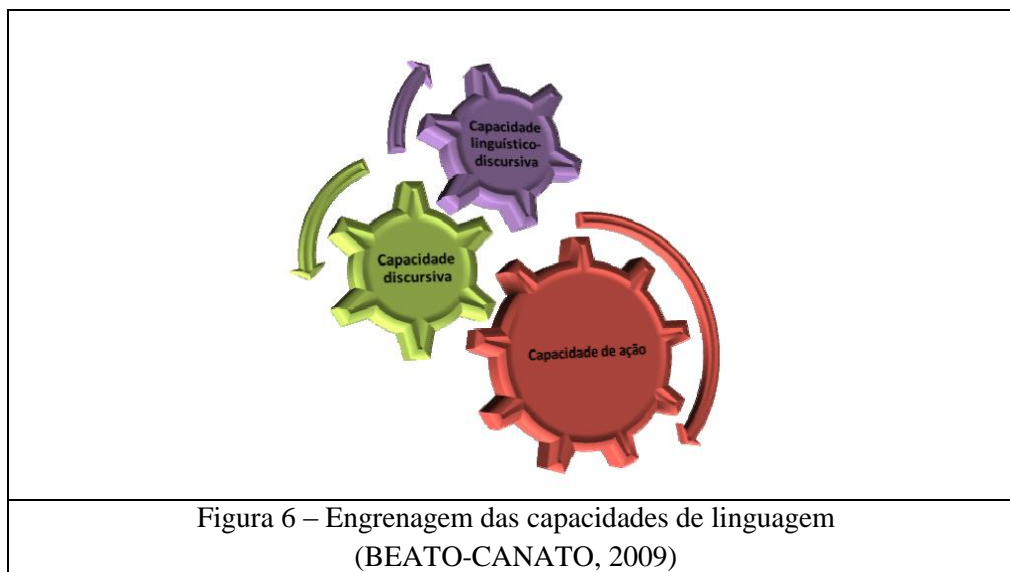 Capacidade
linguístico-
discursiva
Capacidade
discursiva
Capacidade de ação
Figura 6 – Engrenagem das capacidades de linguagem
(BEATO-CANATO, 2009)